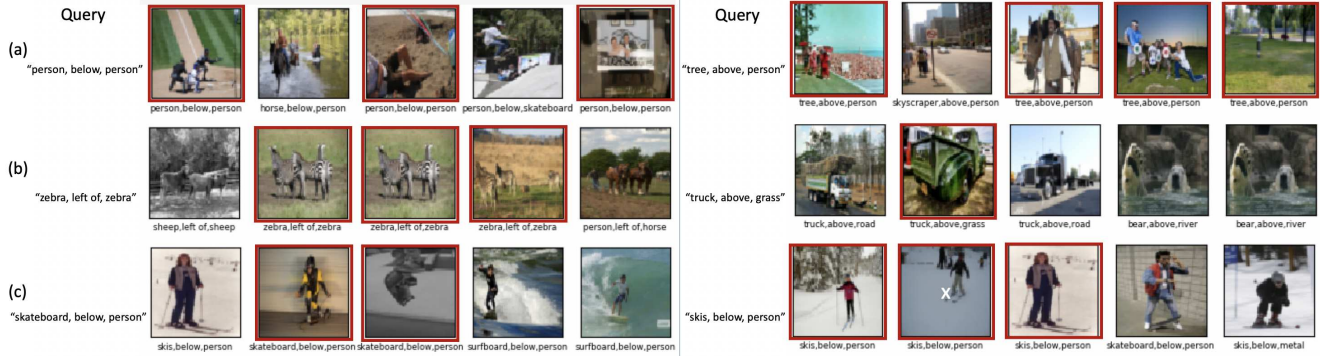 Query
(a)
"person, below, person"
person,below,person
horse,below,person
person,below,person
person,below,skateboard
person,below,person
(b)
"zebra, left of, zebra"
sheep,left of,sheep
zebra,left of,zebra
zebra,left of,zebra
zebra,left of,zebra
person,left of,horse
(c)
"skateboard, below, person"
skis,below,person
skateboard,below,person
skateboard,below,person
surfboard,below,person
surfboard,below,person
Query
"tree, above, person"
tree,above,person
skyscraper,above,person
tree,above,person
tree,above,person
tree,above,person
"truck, above, grass"
truck,above,road
truck,above,grass
truck,above,road
bear,above,river
bear,above,river
"skis, below, person"
X
skis,below,person
skis,below,person
skis,below,person
skateboard,below,person
skis,below,metal